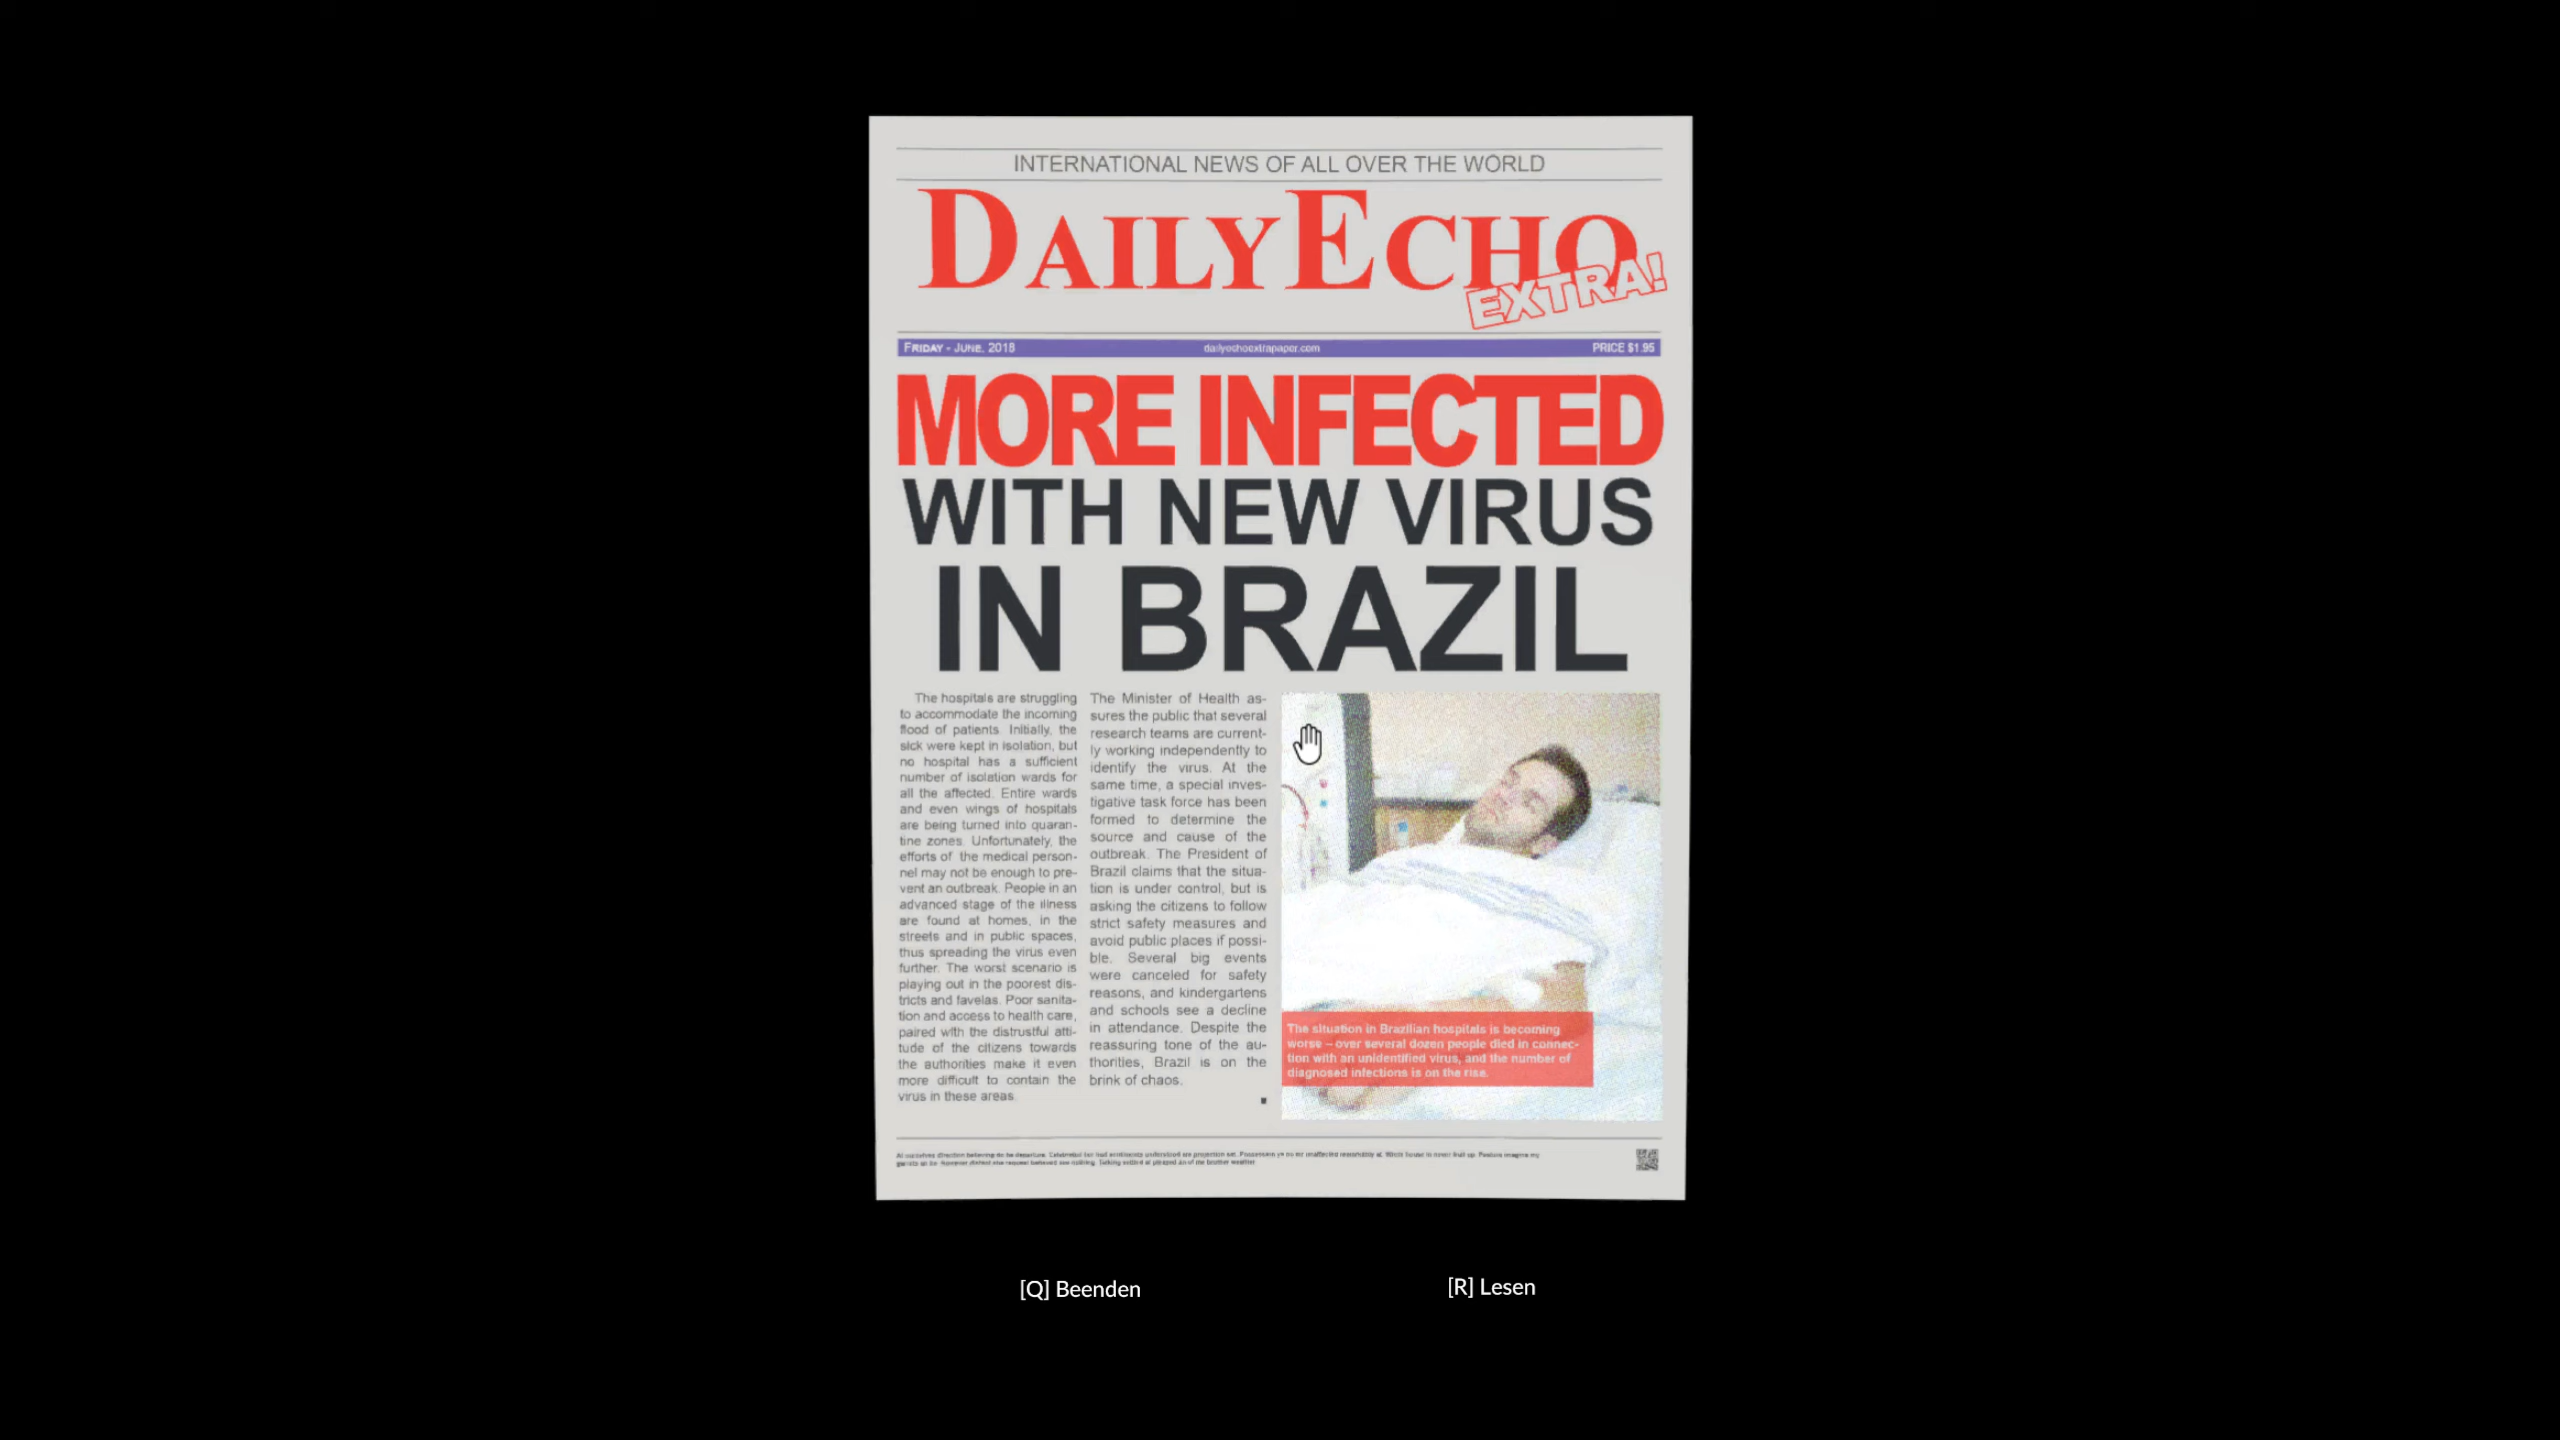 INTERNATIONAL NEWS OF ALL OVER THE WORLD
DAILY ECHO
EXTRA!
FRIDAY - JUNE, 2018
dailyechoextrapaper.com
PRICE $1.95
MORE INFECTED
WITH NEW VIRUS
IN BRAZIL
The hospitals are struggling
to accommodate the incoming
flood of patients. Initially, the
sick were kept in isolation, but
no hospital has a sufficient
number of isolation wards for
all the affected. Entire wards
and even wings of hospitals
are being turned into quaran-
tine zones. Unfortunately, the
efforts of the medical person-
nel may not be enough to pre-
vent an outbreak. People in an
advanced stage of the illness
are found at homes, in the
streets and in public spaces,
thus spreading the virus even
further. The worst scenario is
playing out in the poorest dis-
tricts and favelas. Poor sanita-
tion and access to health care,
paired with the distrustful atti-
tude of the citizens towards
the authorities make it even
more difficult to contain the
virus in these areas.
The Minister of Health as-
sures the public that several
research teams are current-
ly working independently to
identify the virus. At the
same time, a special inves-
tigative task force has been
formed to determine the
source and cause of the
outbreak. The President of
Brazil claims that the situa-
tion is under control, but is
asking the citizens to follow
strict safety measures and
avoid public places if possi-
ble. Several big events
were canceled for safety
reasons, and kindergartens
and schools see a decline
in attendance. Despite the
reassuring tone of the au-
thorities, Brazil is on the
brink of chaos.
The situation in Brazilian hospitals is becoming
worse – over several dozen people died in connec-
tion with an unidentified virus, and the number of
diagnosed infections is on the rise.
[Q] Beenden
[R] Lesen